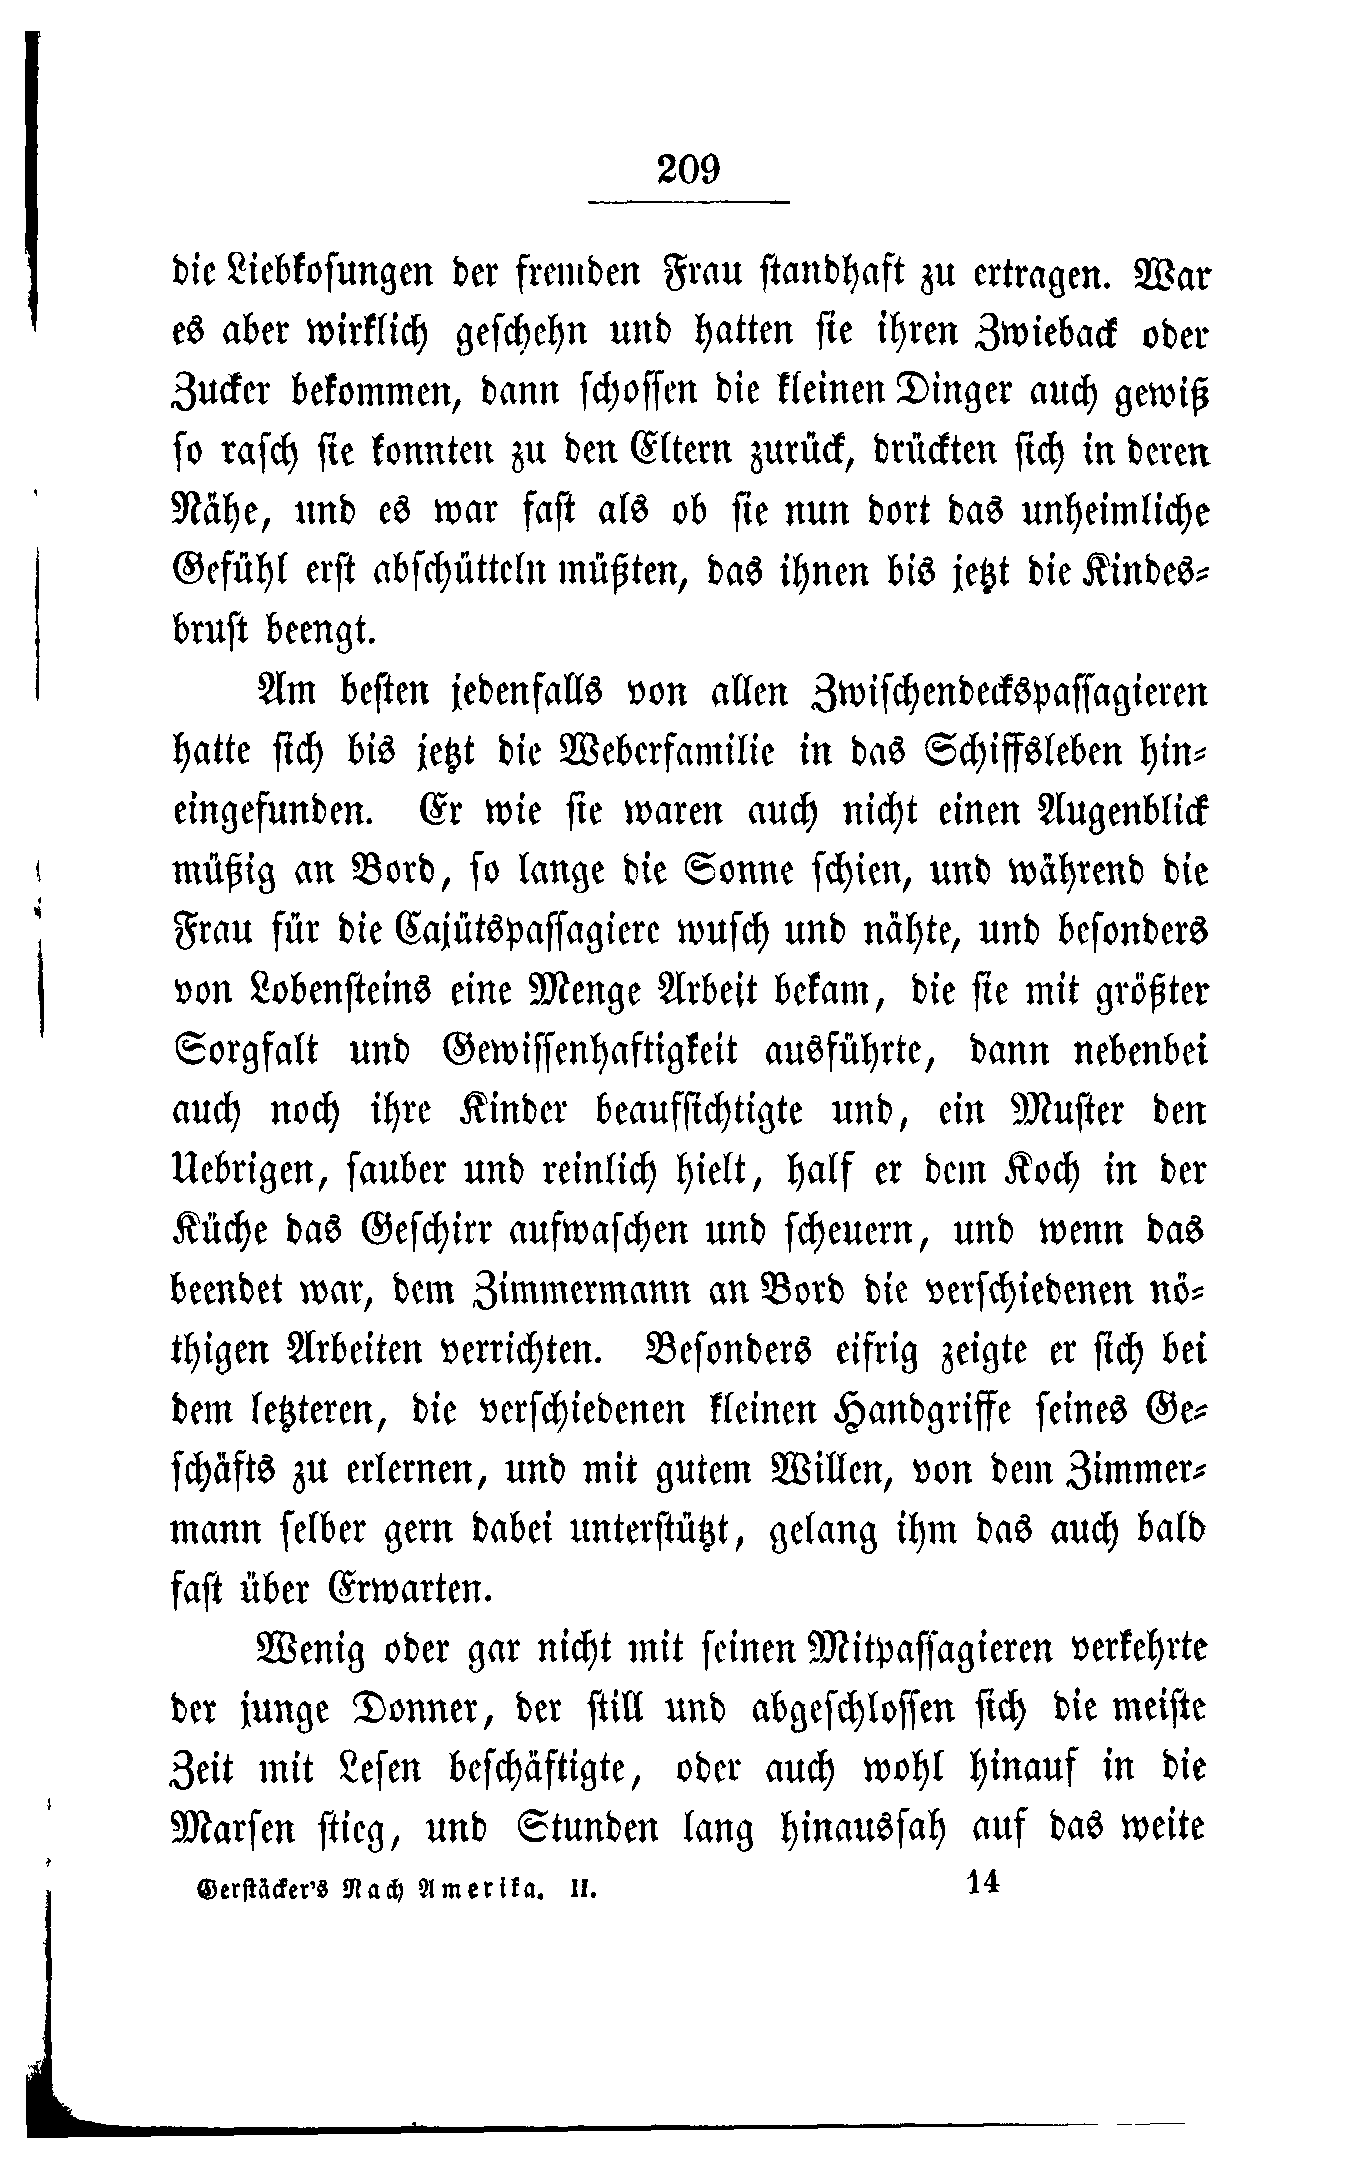 209
die Liebkosungen der fremden Frau standhaft zu ertragen. War
es aber wirklich geschehn und hatten sie ihren Zwieback oder
Zucker bekommen, dann schossen die kleinen Dinger auch gewiß
so rasch sie konnten zu den Eltern zurück, drückten sich in deren
Nähe, und es war fast als ob sie nun dort das unheimliche
Gefühl erst abschütteln müßten, das ihnen bis jetzt die Kindes-
brust beengt.
Am besten jedenfalls von allen Zwischendeckspassagieren
hatte sich bis jetzt die Weberfamilie in das Schiffsleben hin-
eingefunden. Er wie sie waren auch nicht einen Augenblick
müßig an Bord, so lange die Sonne schien, und während die
Frau für die Cajütspassagiere wusch und nähte, und besonders
von Lobensteins eine Menge Arbeit bekam, die sie mit größter
Sorgfalt und Gewissenhaftigkeit ausführte, dann nebenbei
auch noch ihre Kinder beaufsichtigte und, ein Muster den
Uebrigen, sauber und reinlich hielt, half er dem Koch in der
Küche das Geschirr aufwaschen und scheuern, und wenn das
beendet war, dem Zimmermann an Bord die verschiedenen nö-
thigen Arbeiten verrichten. Besonders eifrig zeigte er sich bei
dem letzteren, die verschiedenen kleinen Handgriffe seines Ge-
schäfts zu erlernen, und mit gutem Willen, von dem Zimmer-
mann selber gern dabei unterstützt, gelang ihm das auch bald
fast über Erwarten.
Wenig oder gar nicht mit seinen Mitpassagieren verkehrte
der junge Donner, der still und abgeschlossen sich die meiste
Zeit mit Lesen beschäftigte, oder auch wohl hinauf in die
Marsen stieg, und Stunden lang hinaussah auf das weite
Gerstäcker's Nach Amerika. II. 14